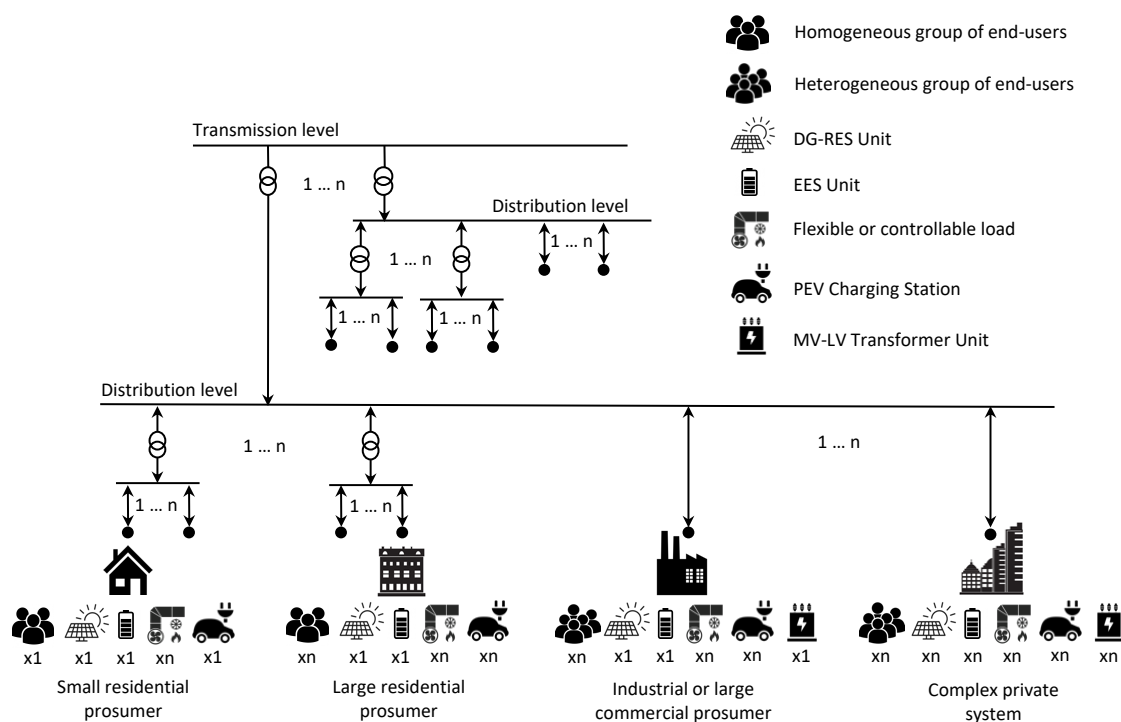 Homogeneous group of end-users
Heterogeneous group of end-users
DG-RES Unit
EES Unit
Flexible or controllable load
PEV Charging Station
MV-LV Transformer Unit
Transmission level
1 ... n
Distribution level
1 ... n
1 ... n
1 ... n
1 ... n
Distribution level
1 ... n
1 ... n
1 ... n
1 ... n
x1 x1 x1 xn x1
xn x1 x1 xn xn
xn x1 x1 xn xn x1
xn xn xn xn xn xn
Small residential
prosumer
Large residential
prosumer
Industrial or large
commercial prosumer
Complex private
system